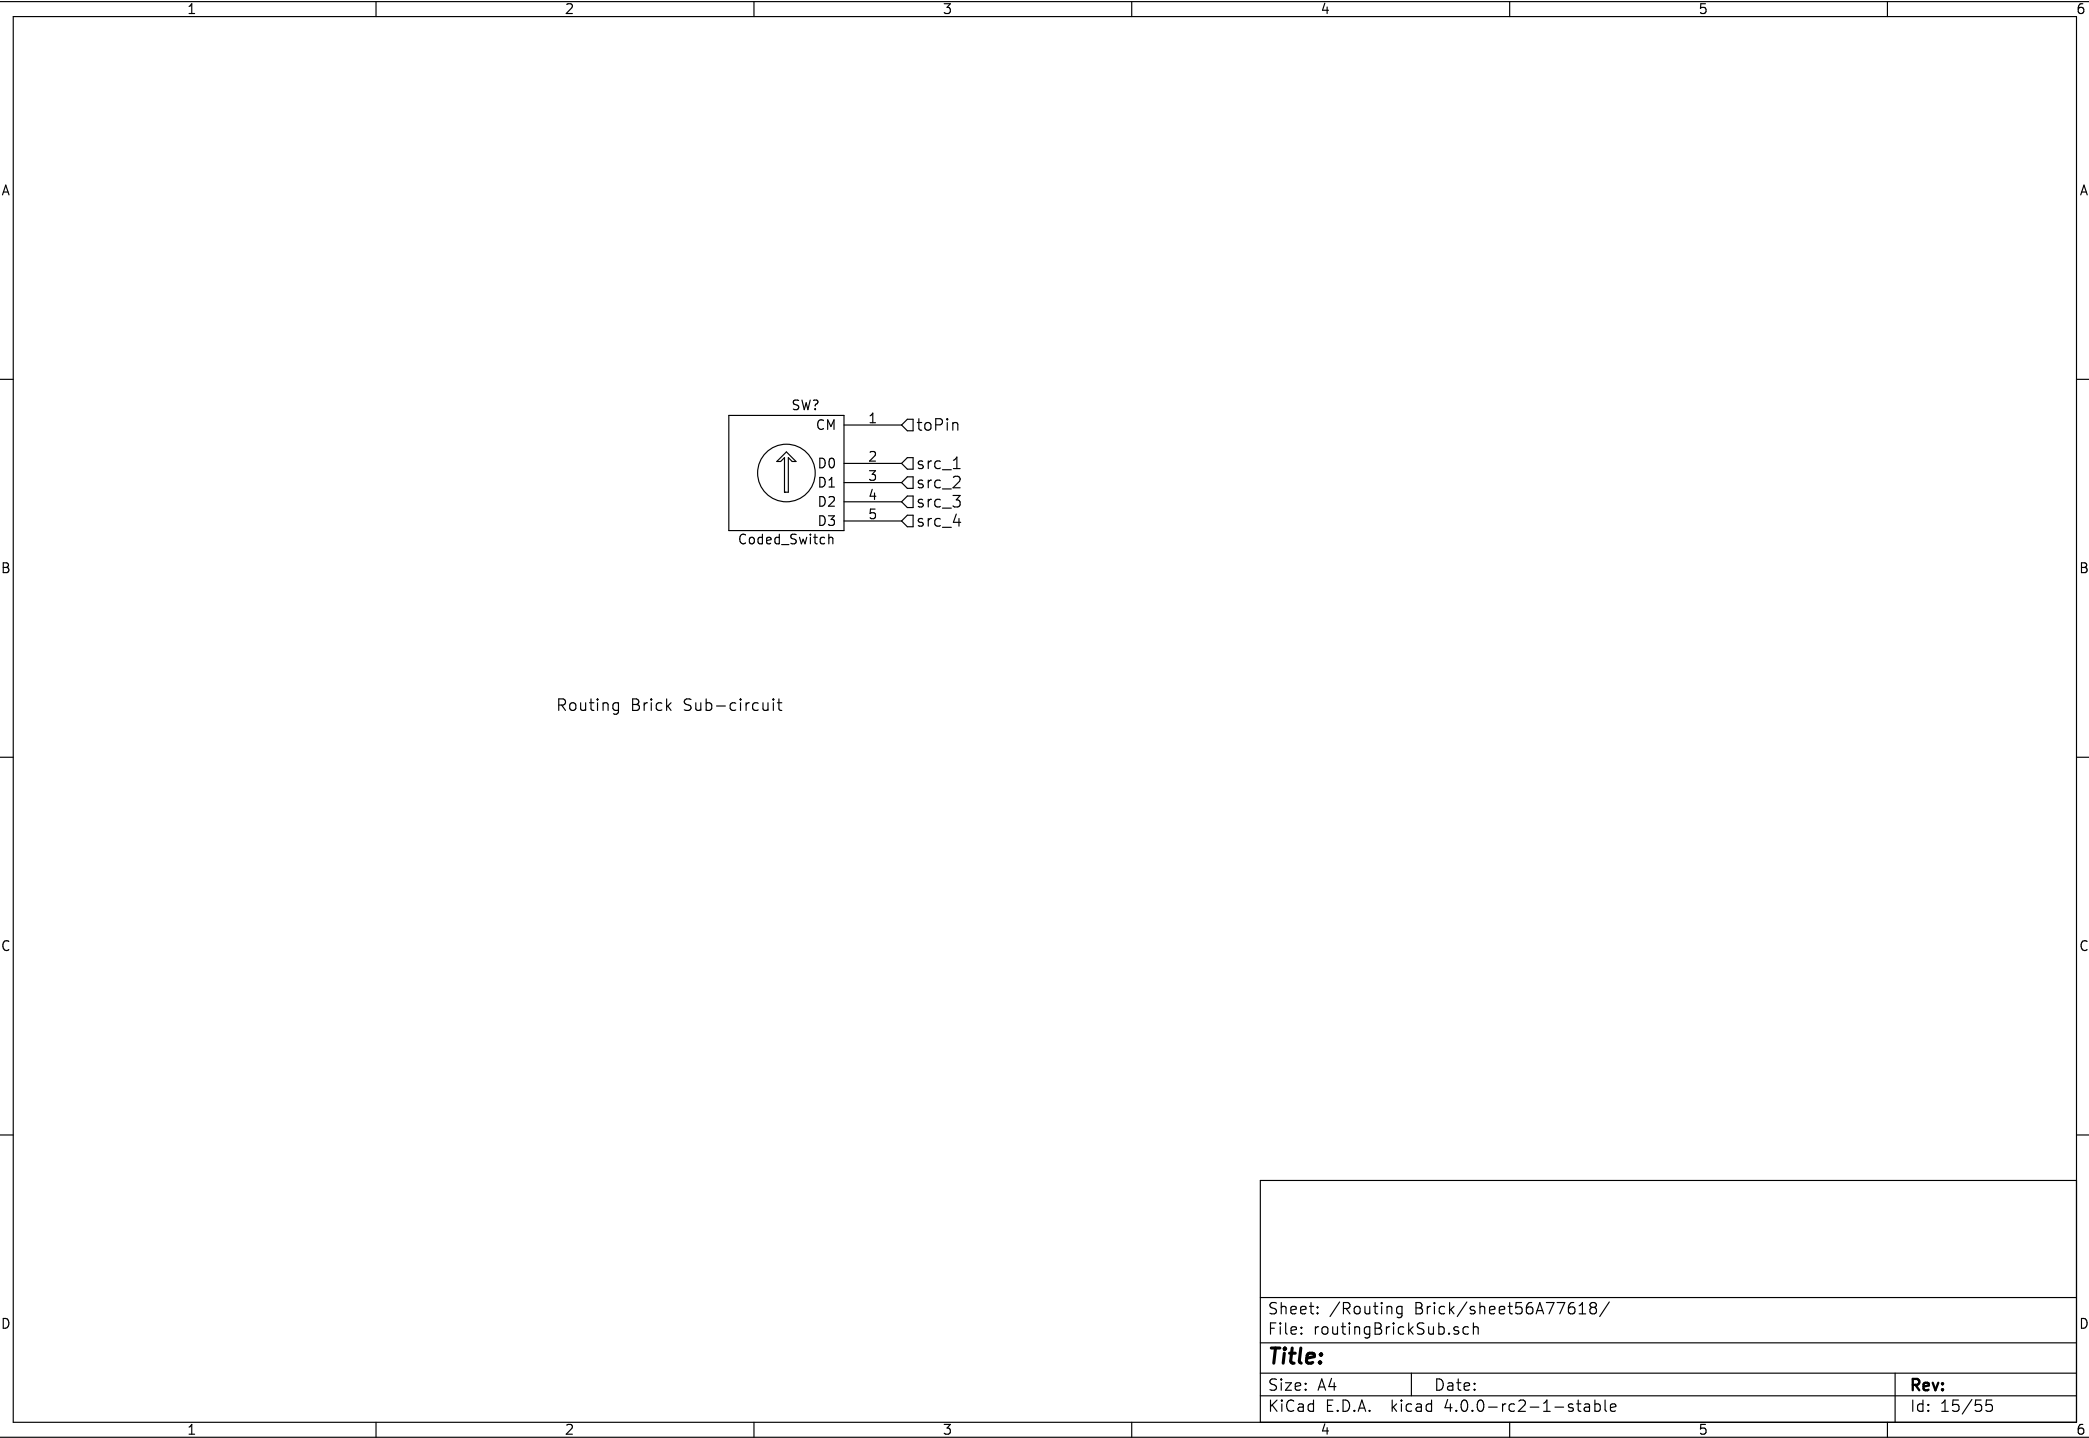 1 2 3 4 5 6
A A
SW?
CM 1 toPin
D0 2 src_1
D1 3 src_2
D2 4 src_3
D3 5 src_4
Coded_Switch
B B
Routing Brick Sub-circuit
C C
Sheet: /Routing Brick/sheet56A77618/
D D
File: routingBrickSub.sch
Title:
Size: A4 Date: Rev:
KiCad E.D.A. kicad 4.0.0-rc2-1-stable Id: 15/55
1 2 3 4 5 6